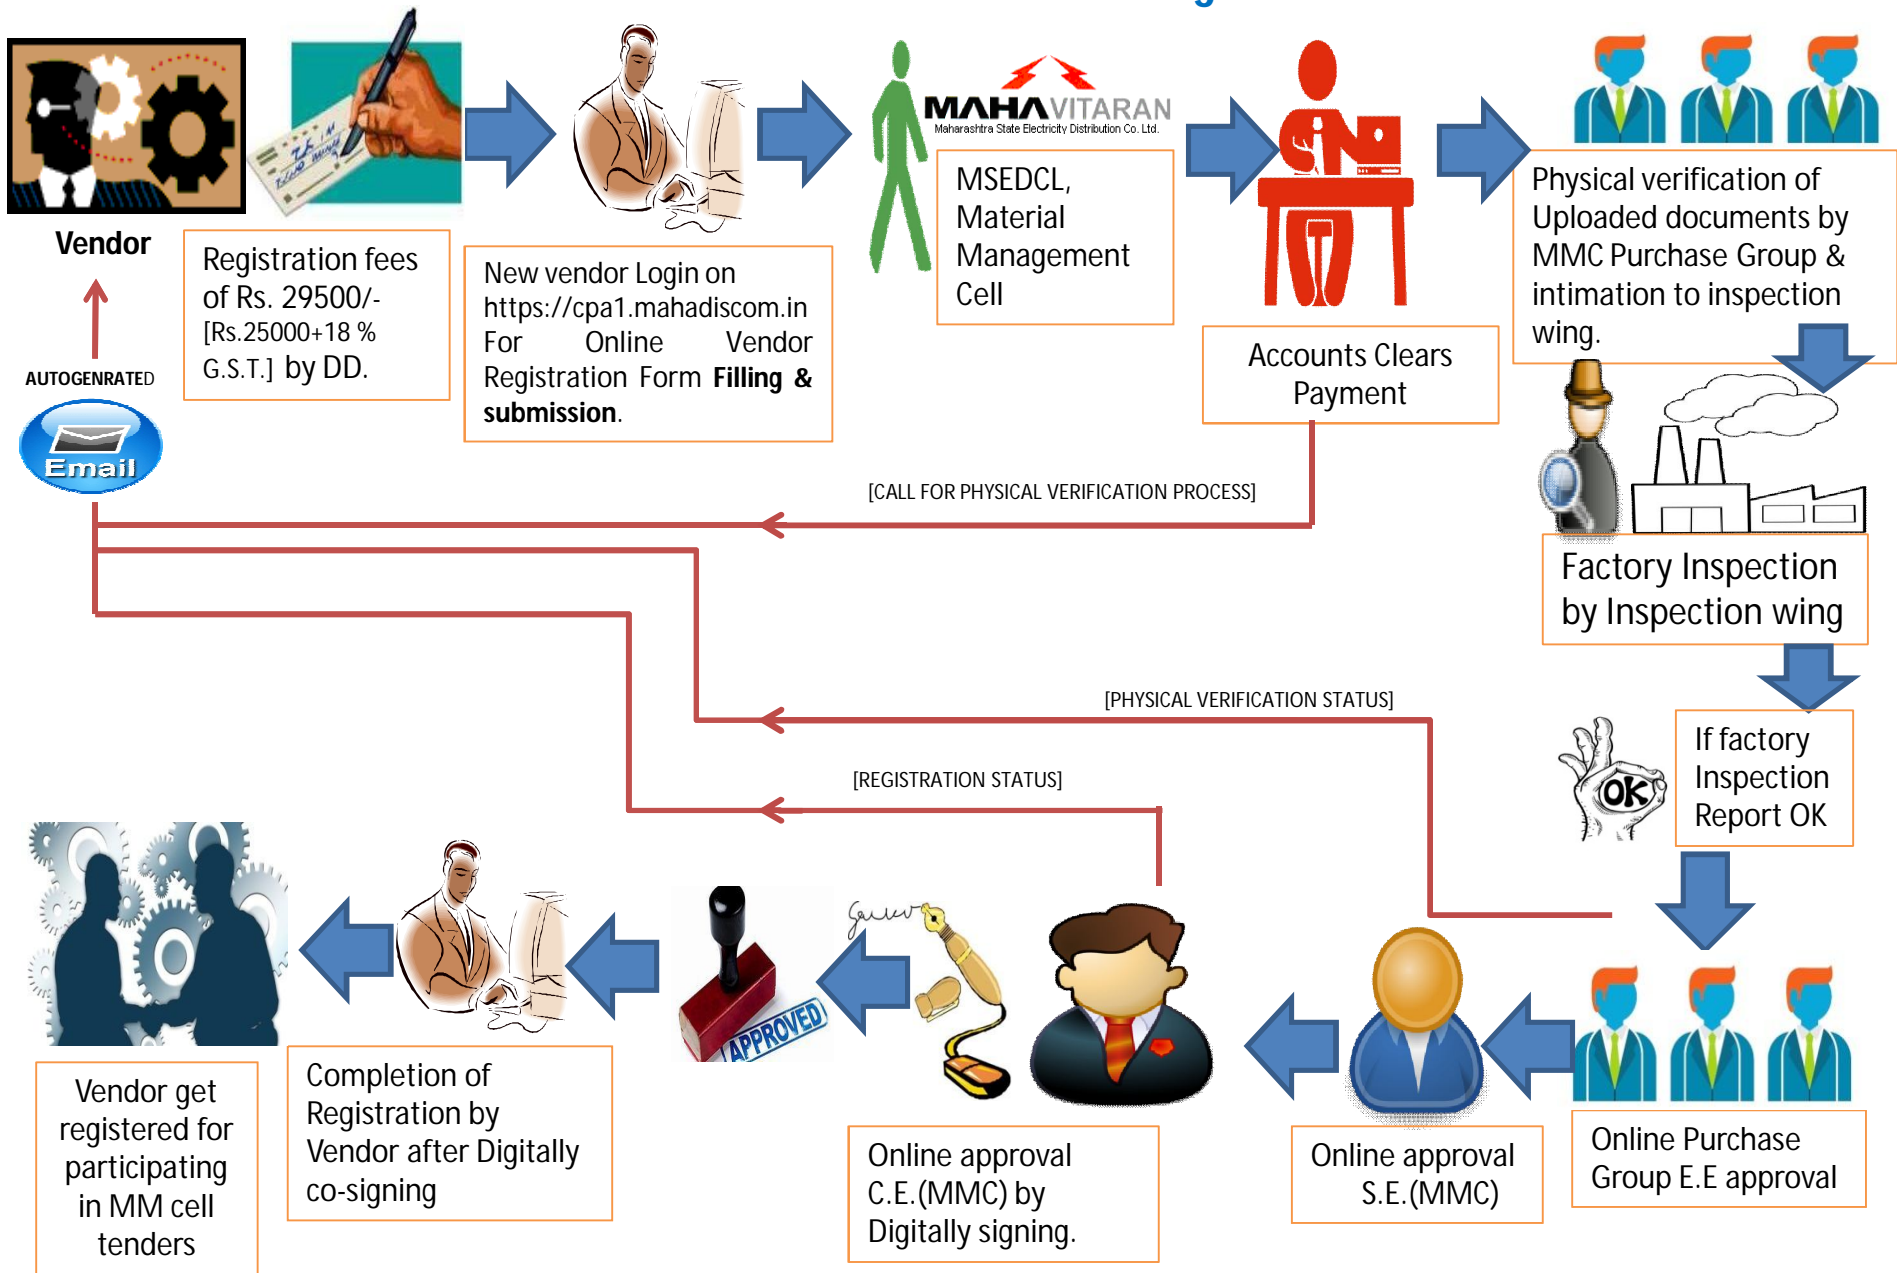 g
MAHAVITARAN
Maharashtra State Electricity Distribution Co. Ltd.
Vendor
Registration fees
of Rs. 29500/-
[Rs.25000+18 %
G.S.T.] by DD.
New vendor Login on
https://cpa1.mahadiscom.in
For Online Vendor
Registration Form Filling &
submission.
MSEDCL,
Material
Management
Cell
Accounts Clears
Payment
Physical verification of
Uploaded documents by
MMC Purchase Group &
intimation to inspection
wing.
AUTOGENRATED
Email
[CALL FOR PHYSICAL VERIFICATION PROCESS]
Factory Inspection
by Inspection wing
[PHYSICAL VERIFICATION STATUS]
OK
If factory
Inspection
Report OK
[REGISTRATION STATUS]
APPROVED
Vendor get
registered for
participating
in MM cell
tenders
Completion of
Registration by
Vendor after Digitally
co-signing
Online approval
C.E.(MMC) by
Digitally signing.
Online approval
S.E.(MMC)
Online Purchase
Group E.E approval